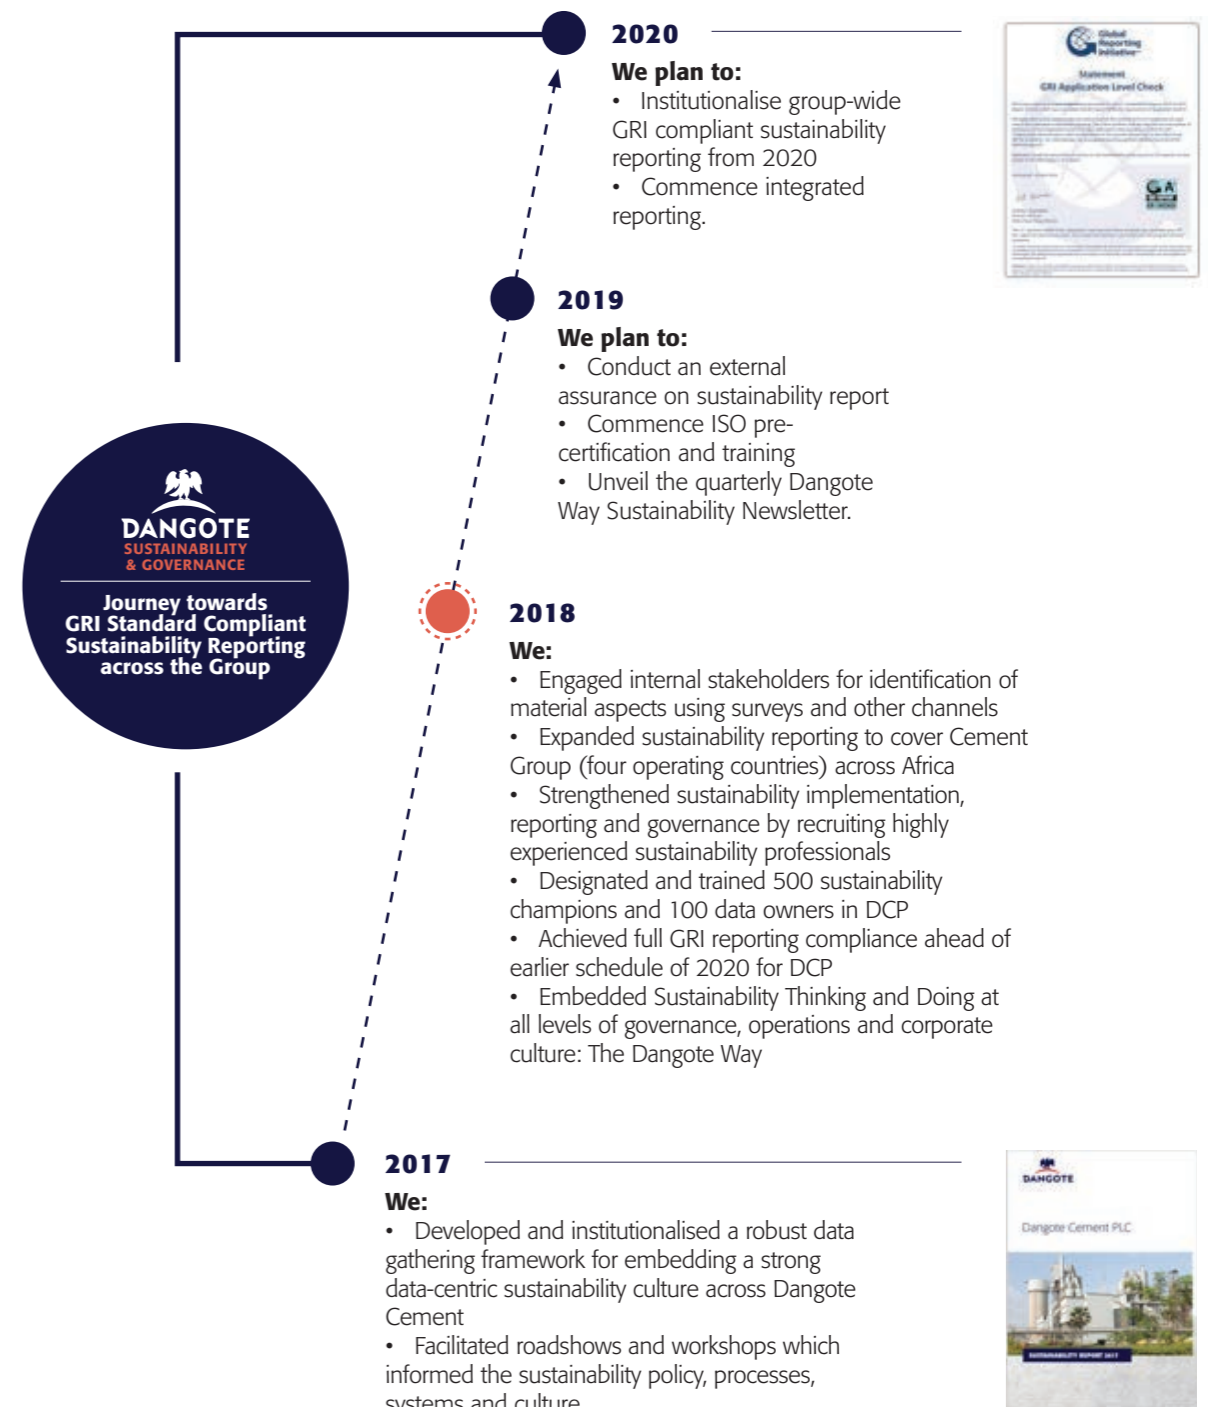 2020
We plan to:
• Institutionalise group-wide
GRI compliant sustainability
reporting from 2020
• Commence integrated
reporting.
Global
Reporting
Initiative
Statement
GRI Application Level Check
2019
We plan to:
• Conduct an external
assurance on sustainability report
• Commence ISO pre-
certification and training
• Unveil the quarterly Dangote
Way Sustainability Newsletter.
DANGOTE
SUSTAINABILITY
& GOVERNANCE
Journey towards
GRI Standard Compliant
Sustainability Reporting
across the Group
2018
We:
• Engaged internal stakeholders for identification of
material aspects using surveys and other channels
• Expanded sustainability reporting to cover Cement
Group (four operating countries) across Africa
• Strengthened sustainability implementation,
reporting and governance by recruiting highly
experienced sustainability professionals
• Designated and trained 500 sustainability
champions and 100 data owners in DCP
• Achieved full GRI reporting compliance ahead of
earlier schedule of 2020 for DCP
• Embedded Sustainability Thinking and Doing at
all levels of governance, operations and corporate
culture: The Dangote Way
2017
We:
• Developed and institutionalised a robust data
gathering framework for embedding a strong
data-centric sustainability culture across Dangote
Cement
• Facilitated roadshows and workshops which
informed the sustainability policy, processes,
systems and culture
DANGOTE
Dangote Cement PLC
SUSTAINABILITY REPORT 2017